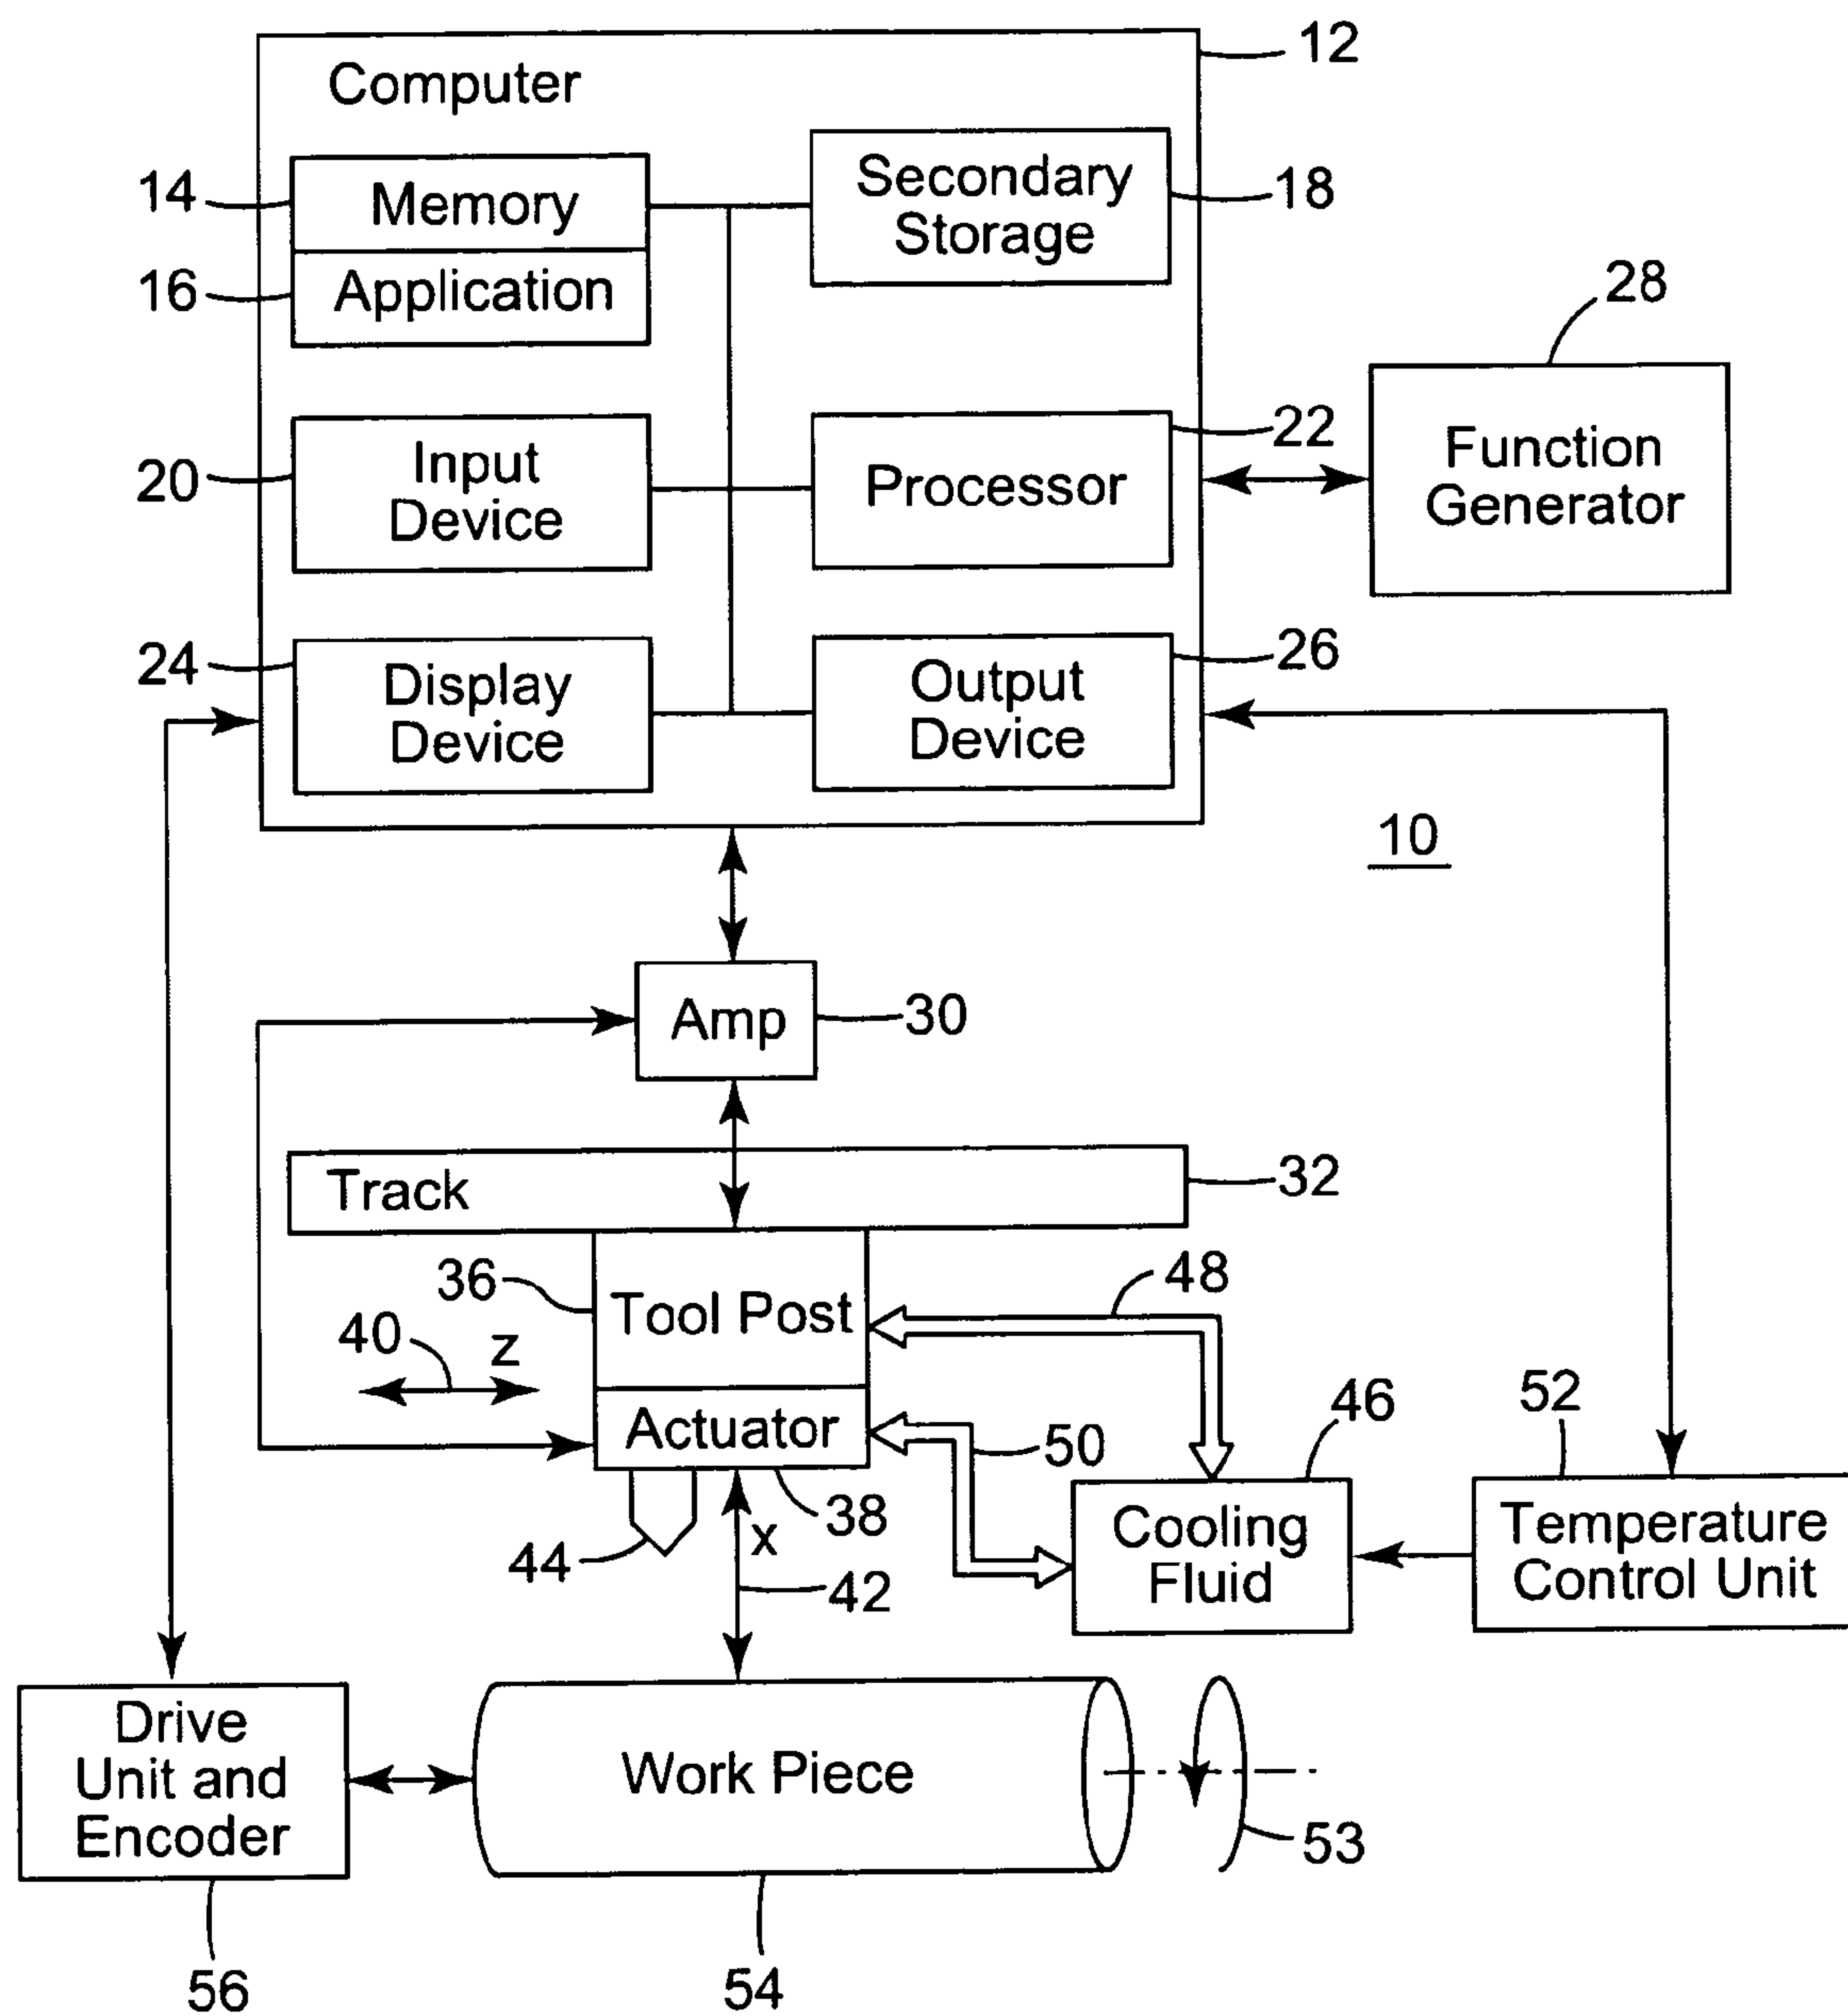 12
Computer
14
Memory
Secondary
Storage
18
16
Application
28
20
Input
Device
22
Processor
Function
Generator
24
Display
Device
26
Output
Device
10
Amp
30
Track
32
36
Tool Post
48
40
Z
Actuator
50
46
52
44
X
38
42
Cooling
Fluid
Temperature
Control Unit
Drive
Unit and
Encoder
Work Piece
53
56
54